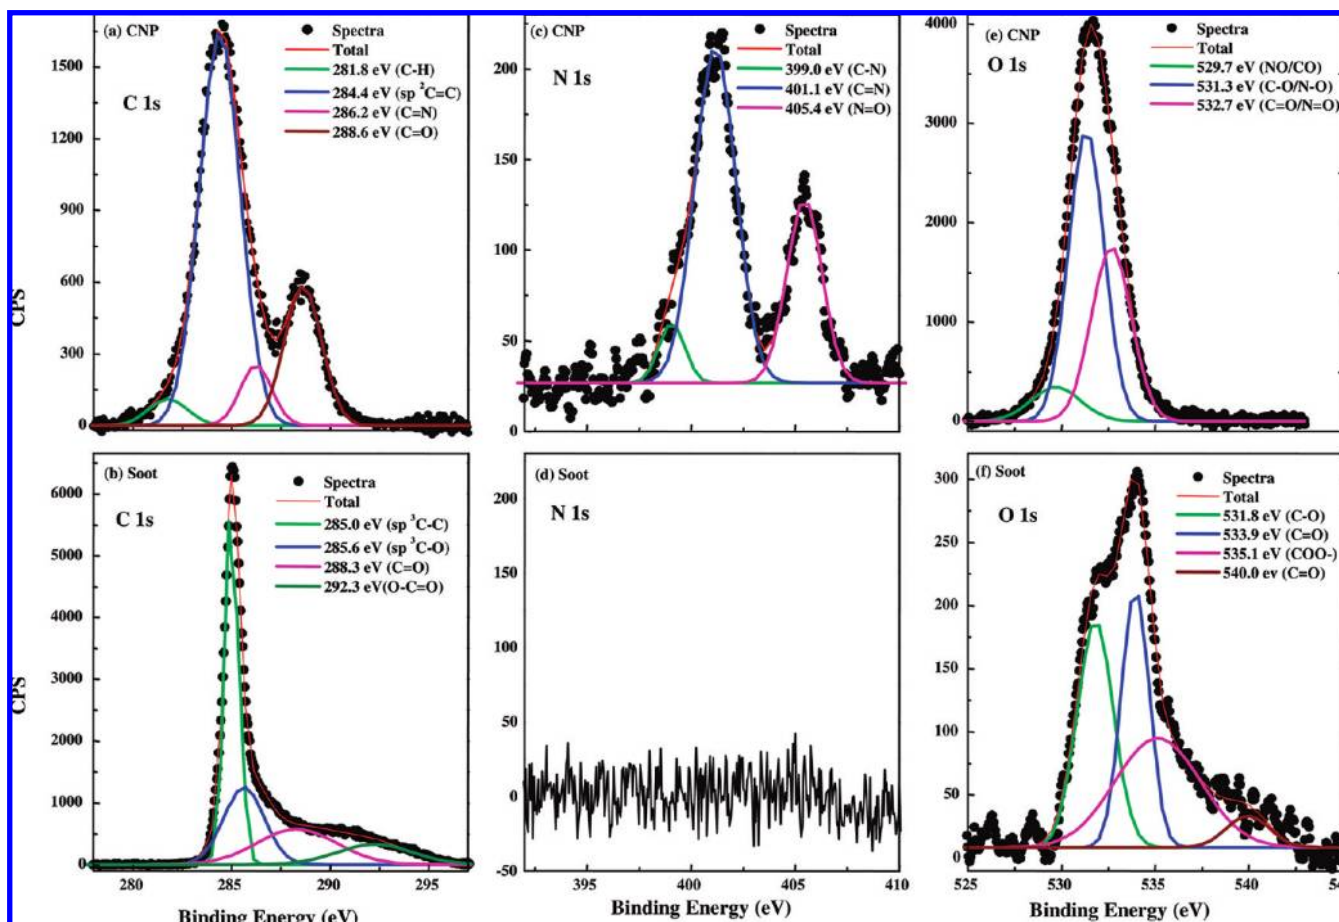 (a) CNP
C 1s
Spectra
Total
281.8 eV (C-H)
284.4 eV (sp ²C=C)
286.2 eV (C=N)
288.6 eV (C=O)
1500
1200
900
600
300
0
CPS
(c) CNP
N 1s
Spectra
Total
399.0 eV (C-N)
401.1 eV (C=N)
405.4 eV (N=O)
200
150
100
50
0
(e) CNP
O 1s
Spectra
Total
529.7 eV (NO/CO)
531.3 eV (C-O/N-O)
532.7 eV (C=O/N=O)
4000
3000
2000
1000
0
(b) Soot
C 1s
Spectra
Total
285.0 eV (sp ³C-C)
285.6 eV (sp ³C-O)
288.3 eV (C=O)
292.3 eV(O-C=O)
6000
5000
4000
3000
2000
1000
0
CPS
280 285 290 295
Binding Energy (eV)
(d) Soot
N 1s
200
150
100
50
0
-50
395 400 405 410
Binding Energy (eV)
(f) Soot
O 1s
Spectra
Total
531.8 eV (C-O)
533.9 eV (C=O)
535.1 eV (COO-)
540.0 ev (C=O)
300
250
200
150
100
50
0
525 530 535 540
Binding Energy (eV)